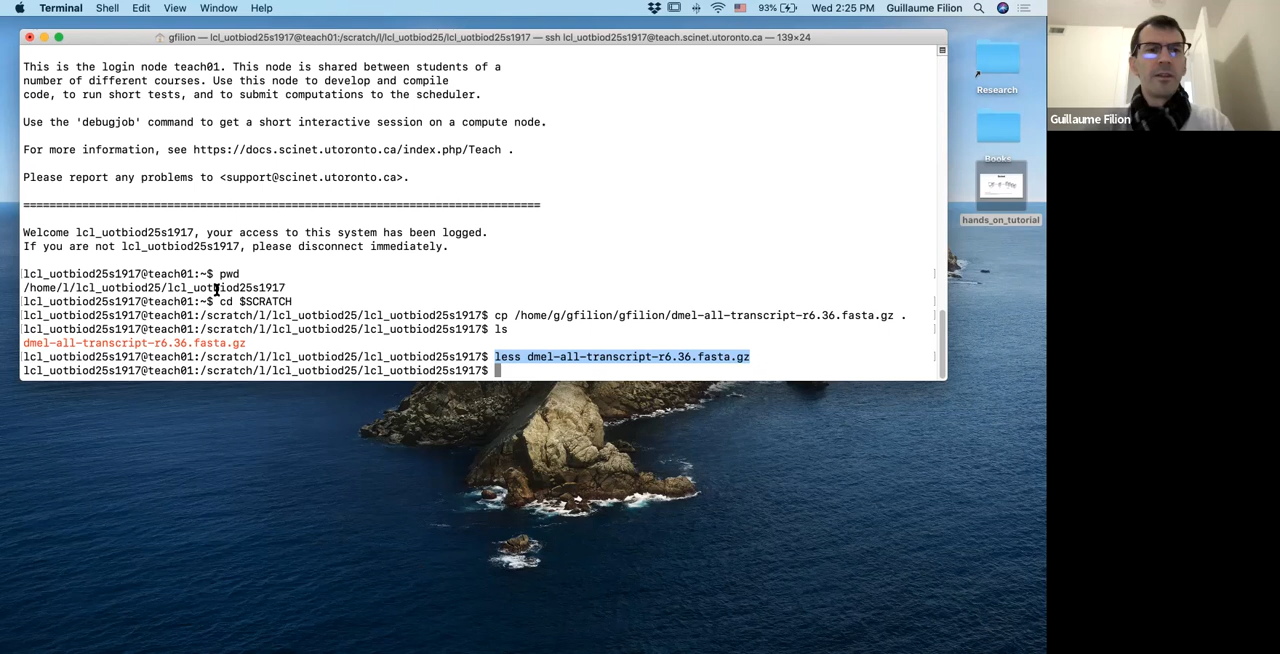 Terminal Shell Edit View Window Help 93% Wed 2:25 PM Guillaume Filion
gfilion — lcl_uotbiod25s1917@teach01:/scratch/l/lcl_uotbiod25/lcl_uotbiod25s1917 — ssh lcl_uotbiod25s1917@teach.scinet.utoronto.ca — 139×24
This is the login node teach01. This node is shared between students of a
number of different courses. Use this node to develop and compile
code, to run short tests, and to submit computations to the scheduler.
Use the 'debugjob' command to get a short interactive session on a compute node.
For more information, see https://docs.scinet.utoronto.ca/index.php/Teach .
Please report any problems to <support@scinet.utoronto.ca>.
================================================================================
Welcome lcl_uotbiod25s1917, your access to this system has been logged.
If you are not lcl_uotbiod25s1917, please disconnect immediately.
lcl_uotbiod25s1917@teach01:~$ pwd
/home/l/lcl_uotbiod25/lcl_uotbiod25s1917
lcl_uotbiod25s1917@teach01:~$ cd $SCRATCH
lcl_uotbiod25s1917@teach01:/scratch/l/lcl_uotbiod25/lcl_uotbiod25s1917$ cp /home/g/gfilion/gfilion/dmel-all-transcript-r6.36.fasta.gz .
lcl_uotbiod25s1917@teach01:/scratch/l/lcl_uotbiod25/lcl_uotbiod25s1917$ ls
dmel-all-transcript-r6.36.fasta.gz
lcl_uotbiod25s1917@teach01:/scratch/l/lcl_uotbiod25/lcl_uotbiod25s1917$ less dmel-all-transcript-r6.36.fasta.gz
lcl_uotbiod25s1917@teach01:/scratch/l/lcl_uotbiod25/lcl_uotbiod25s1917$
Research
Books
hands_on_tutorial
Guillaume Filion